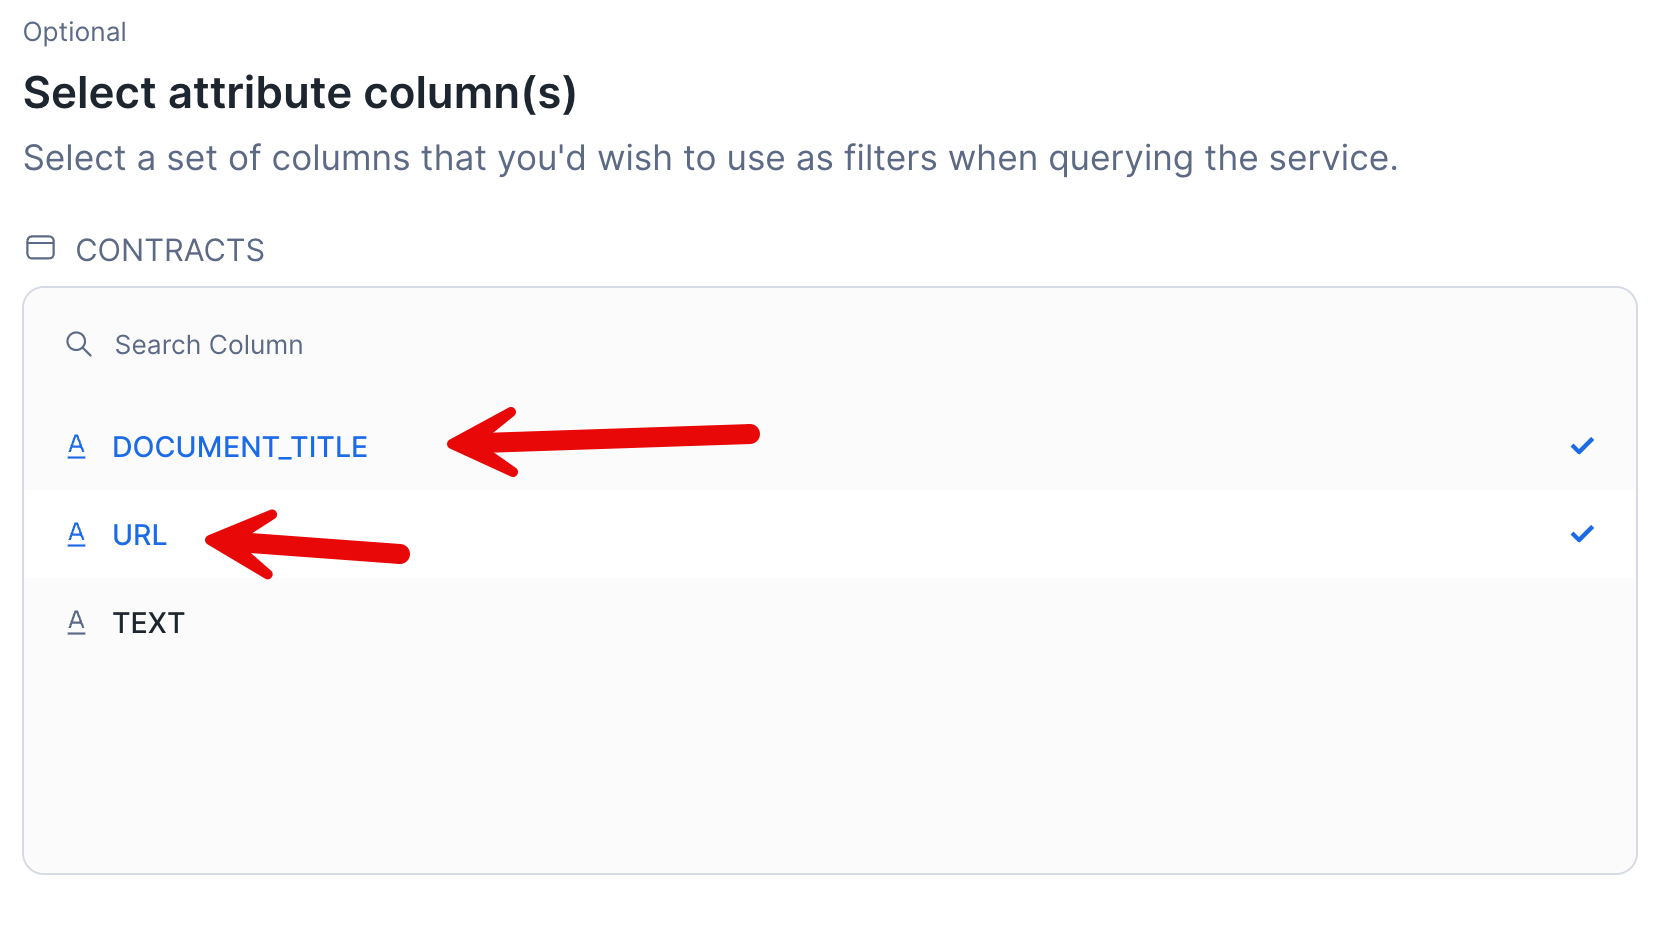 Optional
Select attribute column(s)
Select a set of columns that you'd wish to use as filters when querying the service.
CONTRACTS
Search Column
A DOCUMENT_TITLE
A URL
A TEXT